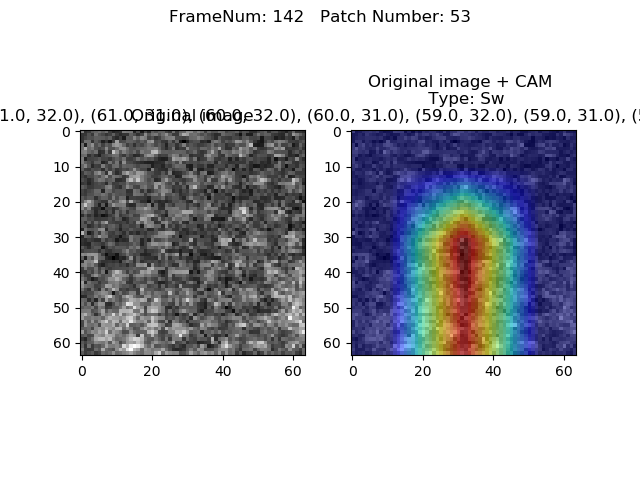 FrameNum: 142   Patch Number: 53
Original image + CAM
Type: Sw
1.0, 32.0), (61.0, 31.0), (60.0, 32.0), (60.0, 31.0), (59.0, 32.0), (59.0, 31.0), (5
Original image
0
10
20
30
40
50
60
0 20 40 60
0
10
20
30
40
50
60
0 20 40 60